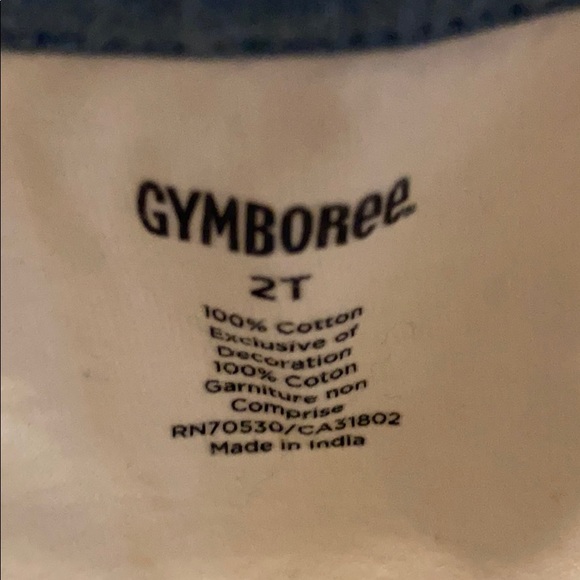 GYMBOREE
2T
100% Cotton
Exclusive of
Decoration
100% Coton
Garniture non
Comprise
RN70530/CA31802
Made in India